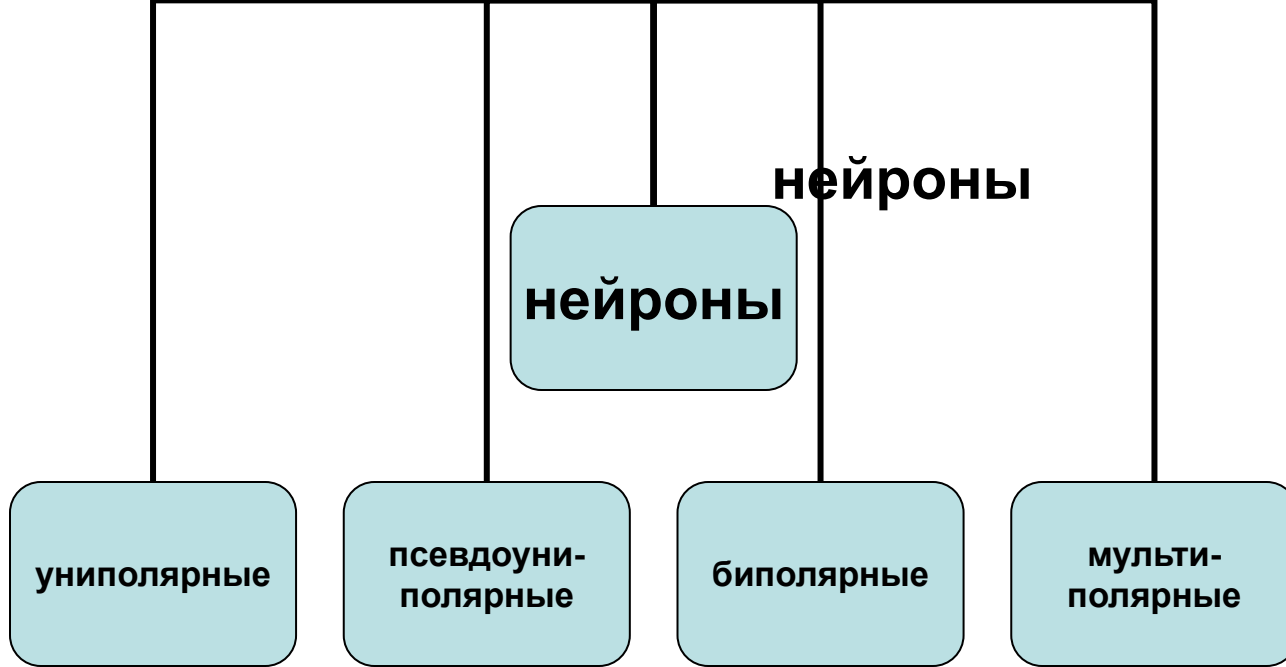 нейроны
нейроны
униполярные
псевдоуни-
полярные
биполярные
мульти-
полярные